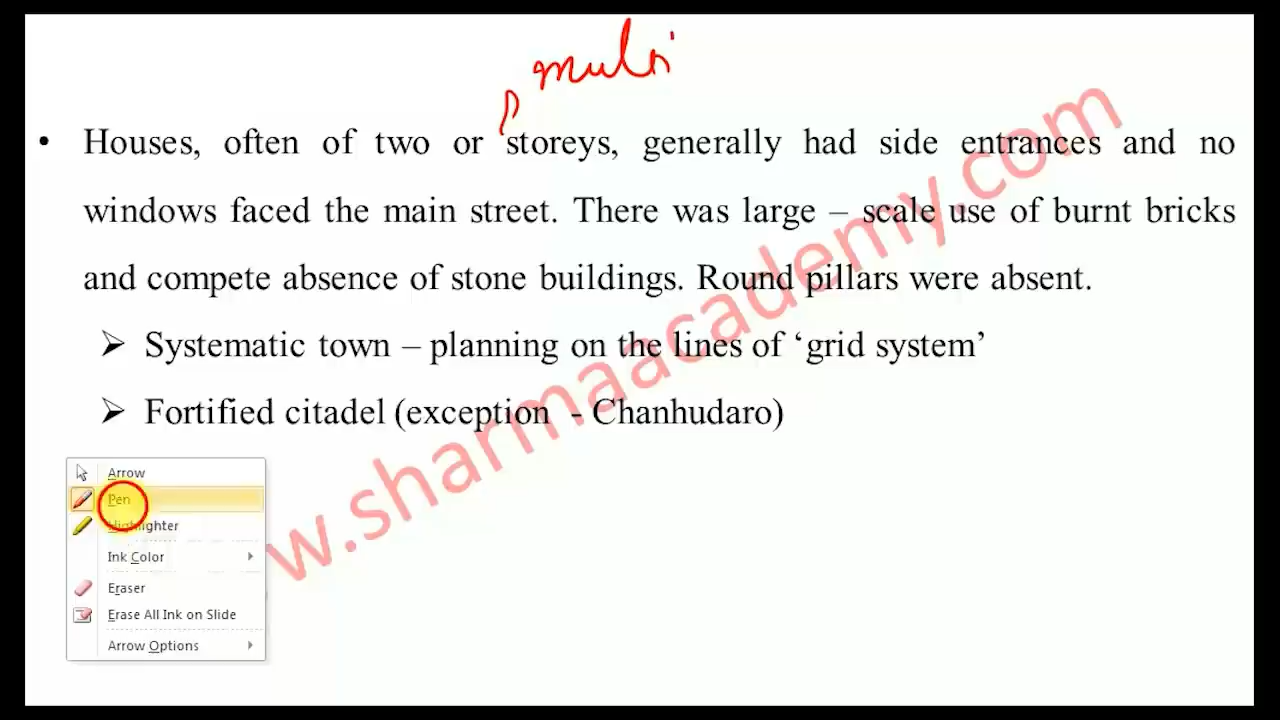 multi
• Houses, often of two or storeys, generally had side entrances and no
windows faced the main street. There was large – scale use of burnt bricks
and compete absence of stone buildings. Round pillars were absent.
➢ Systematic town – planning on the lines of ‘grid system’
➢ Fortified citadel (exception - Chanhudaro)
w.sharmaacademy.com
Arrow
Pen
Highlighter
Ink Color
Eraser
Erase All Ink on Slide
Arrow Options